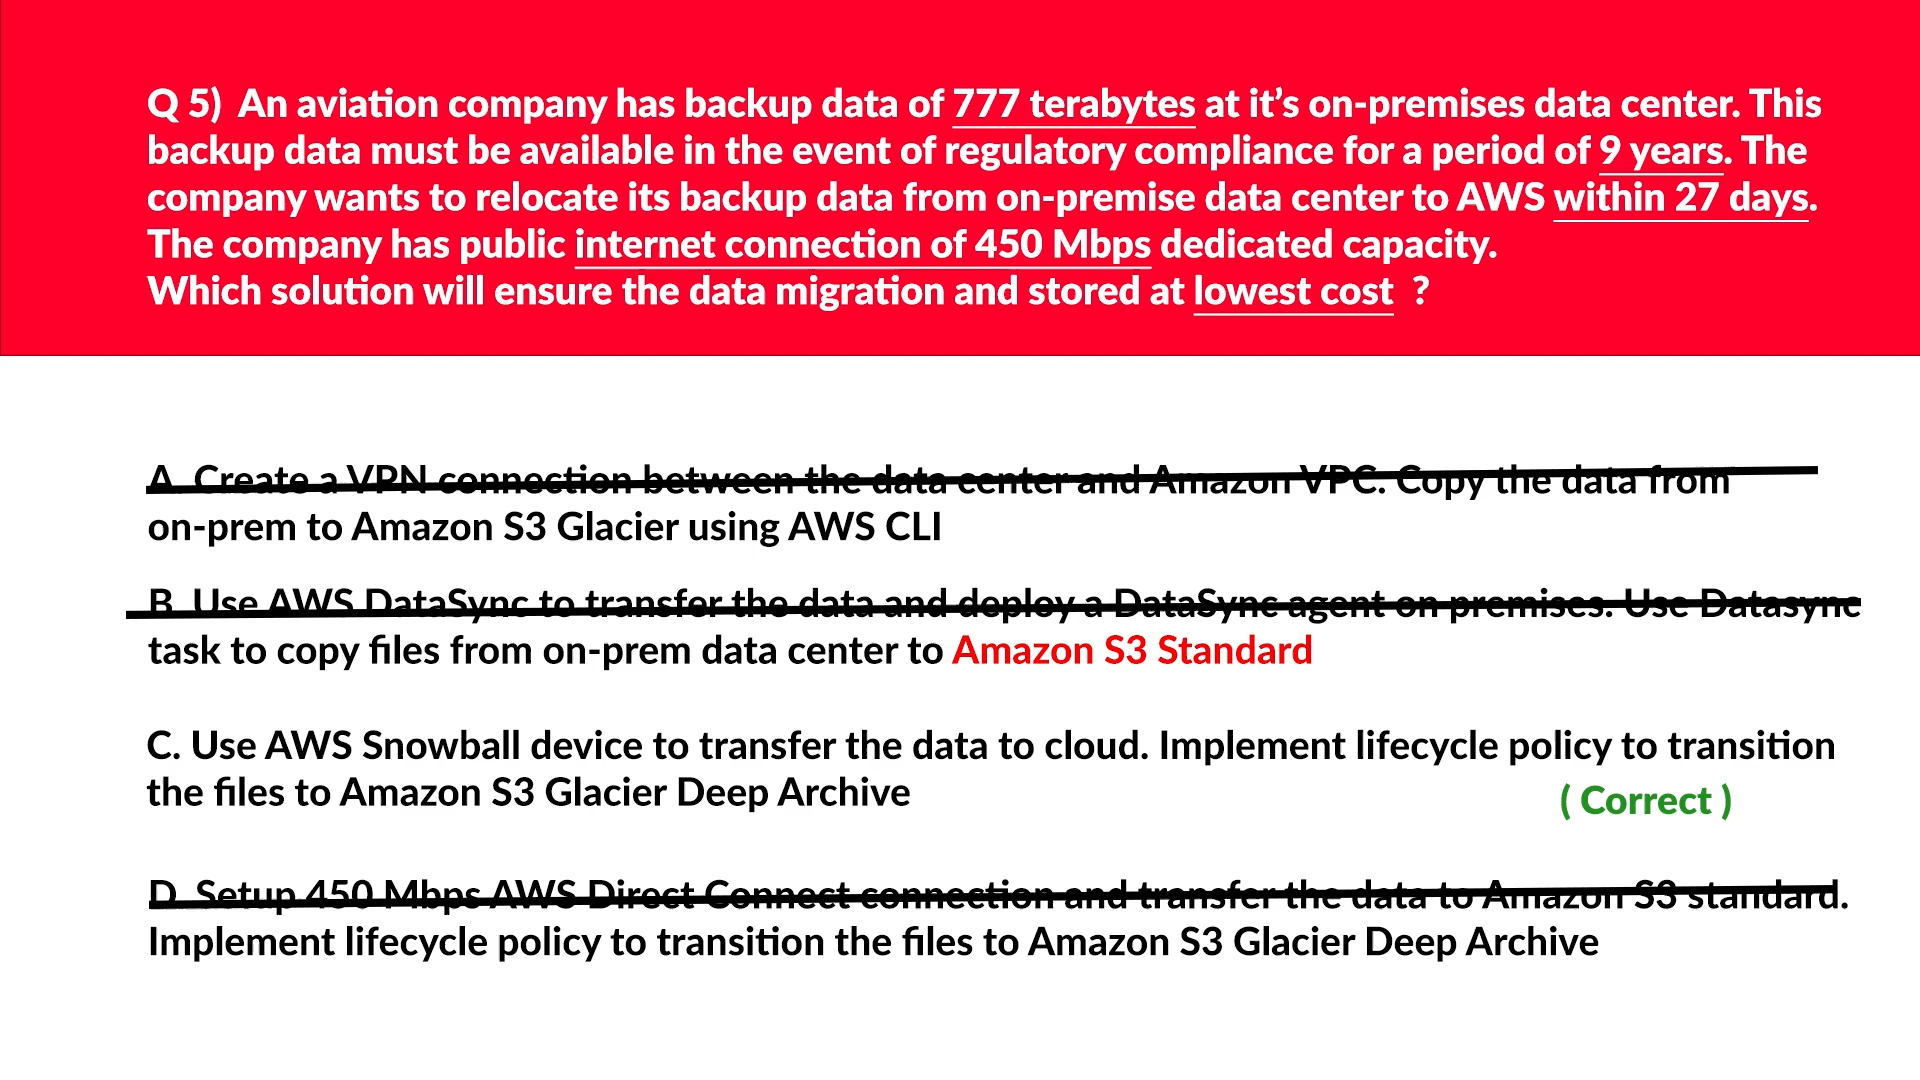 Q 5) An aviation company has backup data of 777 terabytes at it’s on-premises data center. This
backup data must be available in the event of regulatory compliance for a period of 9 years. The
company wants to relocate its backup data from on-premise data center to AWS within 27 days.
The company has public internet connection of 450 Mbps dedicated capacity.
Which solution will ensure the data migration and stored at lowest cost ?
A. Create a VPN connection between the data center and Amazon VPC. Copy the data from
on-prem to Amazon S3 Glacier using AWS CLI
B. Use AWS DataSync to transfer the data and deploy a DataSync agent on premises. Use Datasync
task to copy files from on-prem data center to Amazon S3 Standard
C. Use AWS Snowball device to transfer the data to cloud. Implement lifecycle policy to transition
the files to Amazon S3 Glacier Deep Archive
( Correct )
D. Setup 450 Mbps AWS Direct Connect connection and transfer the data to Amazon S3 standard.
Implement lifecycle policy to transition the files to Amazon S3 Glacier Deep Archive